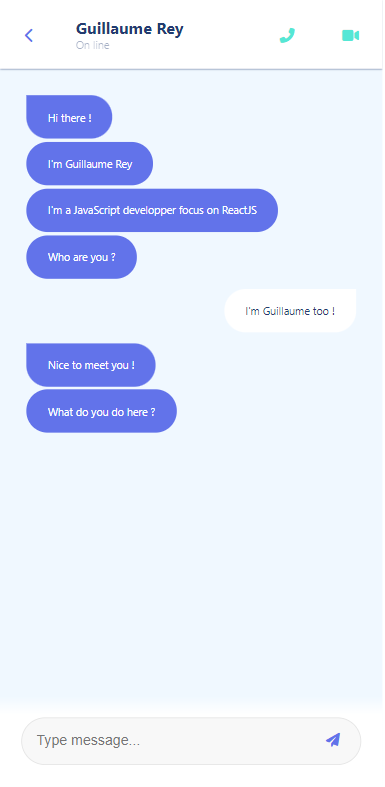 Guillaume Rey
On line
Hi there !
I'm Guillaume Rey
I'm a JavaScript developper focus on ReactJS
Who are you ?
I'm Guillaume too !
Nice to meet you !
What do you do here ?
Type message...